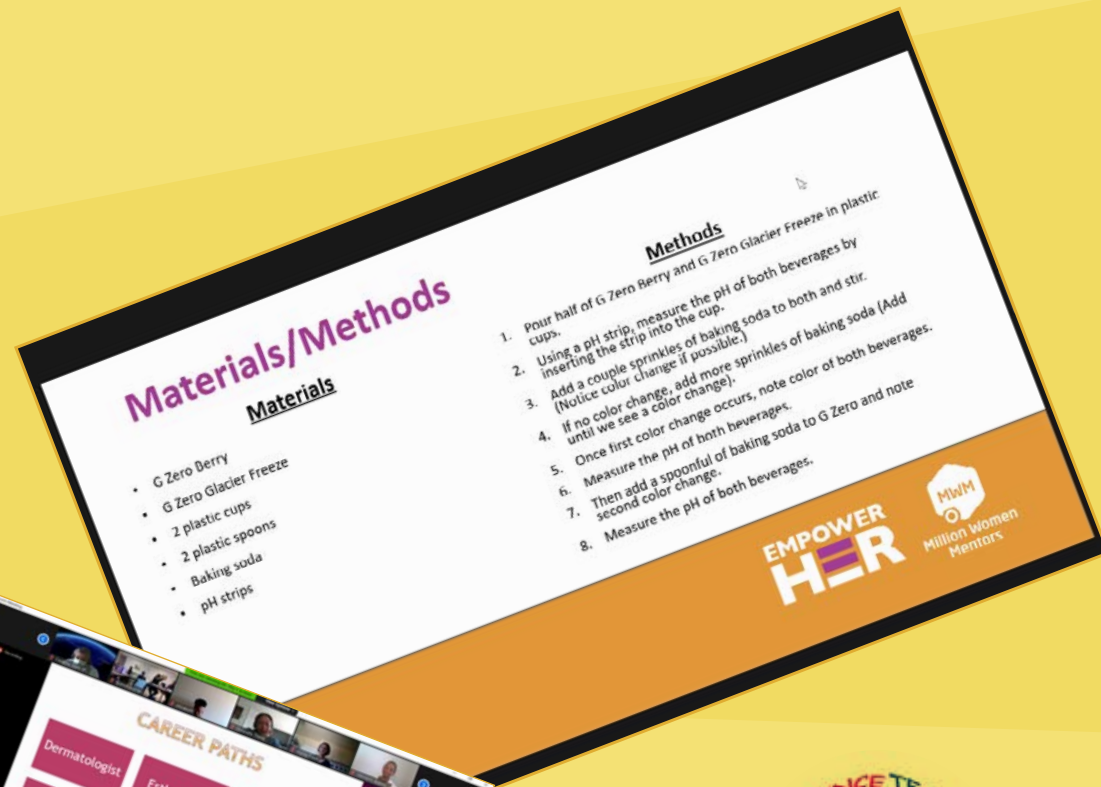 Materials/Methods
Materials
• G Zero Berry
• G Zero Glacier Freeze
• 2 plastic cups
• 2 plastic spoons
• Baking soda
• pH strips
Methods
1. Pour half of G Zero Berry and G Zero Glacier Freeze in plastic
cups.
2. Using a pH strip, measure the pH of both beverages by
inserting the strip into the cup.
3. Add a couple sprinkles of baking soda to both and stir.
(Notice color change if possible.)
4. If no color change, add more sprinkles of baking soda (Add
until we see a color change).
5. Once first color change occurs, note color of both beverages.
6. Measure the pH of both beverages.
7. Then add a spoonful of baking soda to G Zero and note
second color change.
8. Measure the pH of both beverages.
EMPOWER
HER
MWM
Million Women
Mentors
CAREER PATHS
Dermatologist